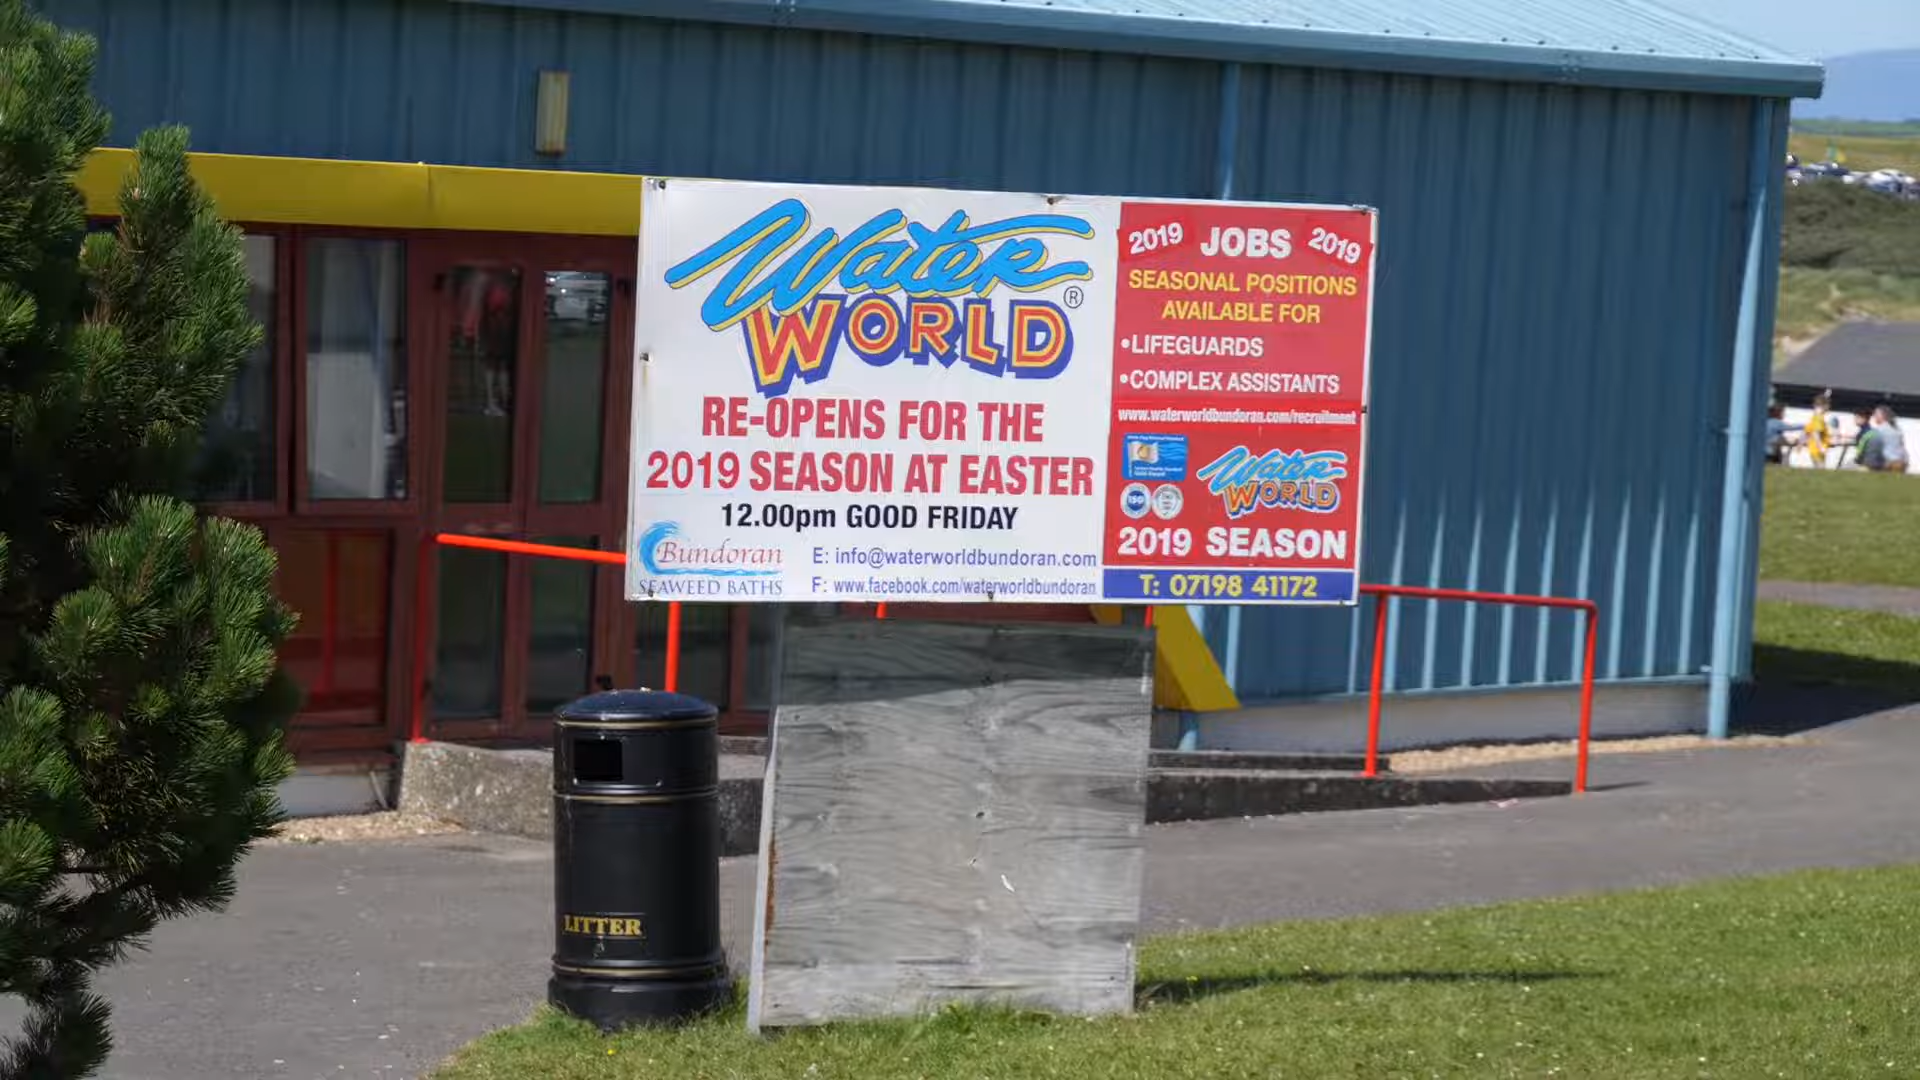 Water
WORLD®
RE-OPENS FOR THE
2019 SEASON AT EASTER
12.00pm GOOD FRIDAY
Bundoran
SEAWEED BATHS
E: info@waterworldbundoran.com
F: www.facebook.com/waterworldbundoran
2019 JOBS 2019
SEASONAL POSITIONS
AVAILABLE FOR
•LIFEGUARDS
•COMPLEX ASSISTANTS
www.waterworldbundoran.com/recruitment
ISO
Water
WORLD
2019 SEASON
T: 07198 41172
LITTER